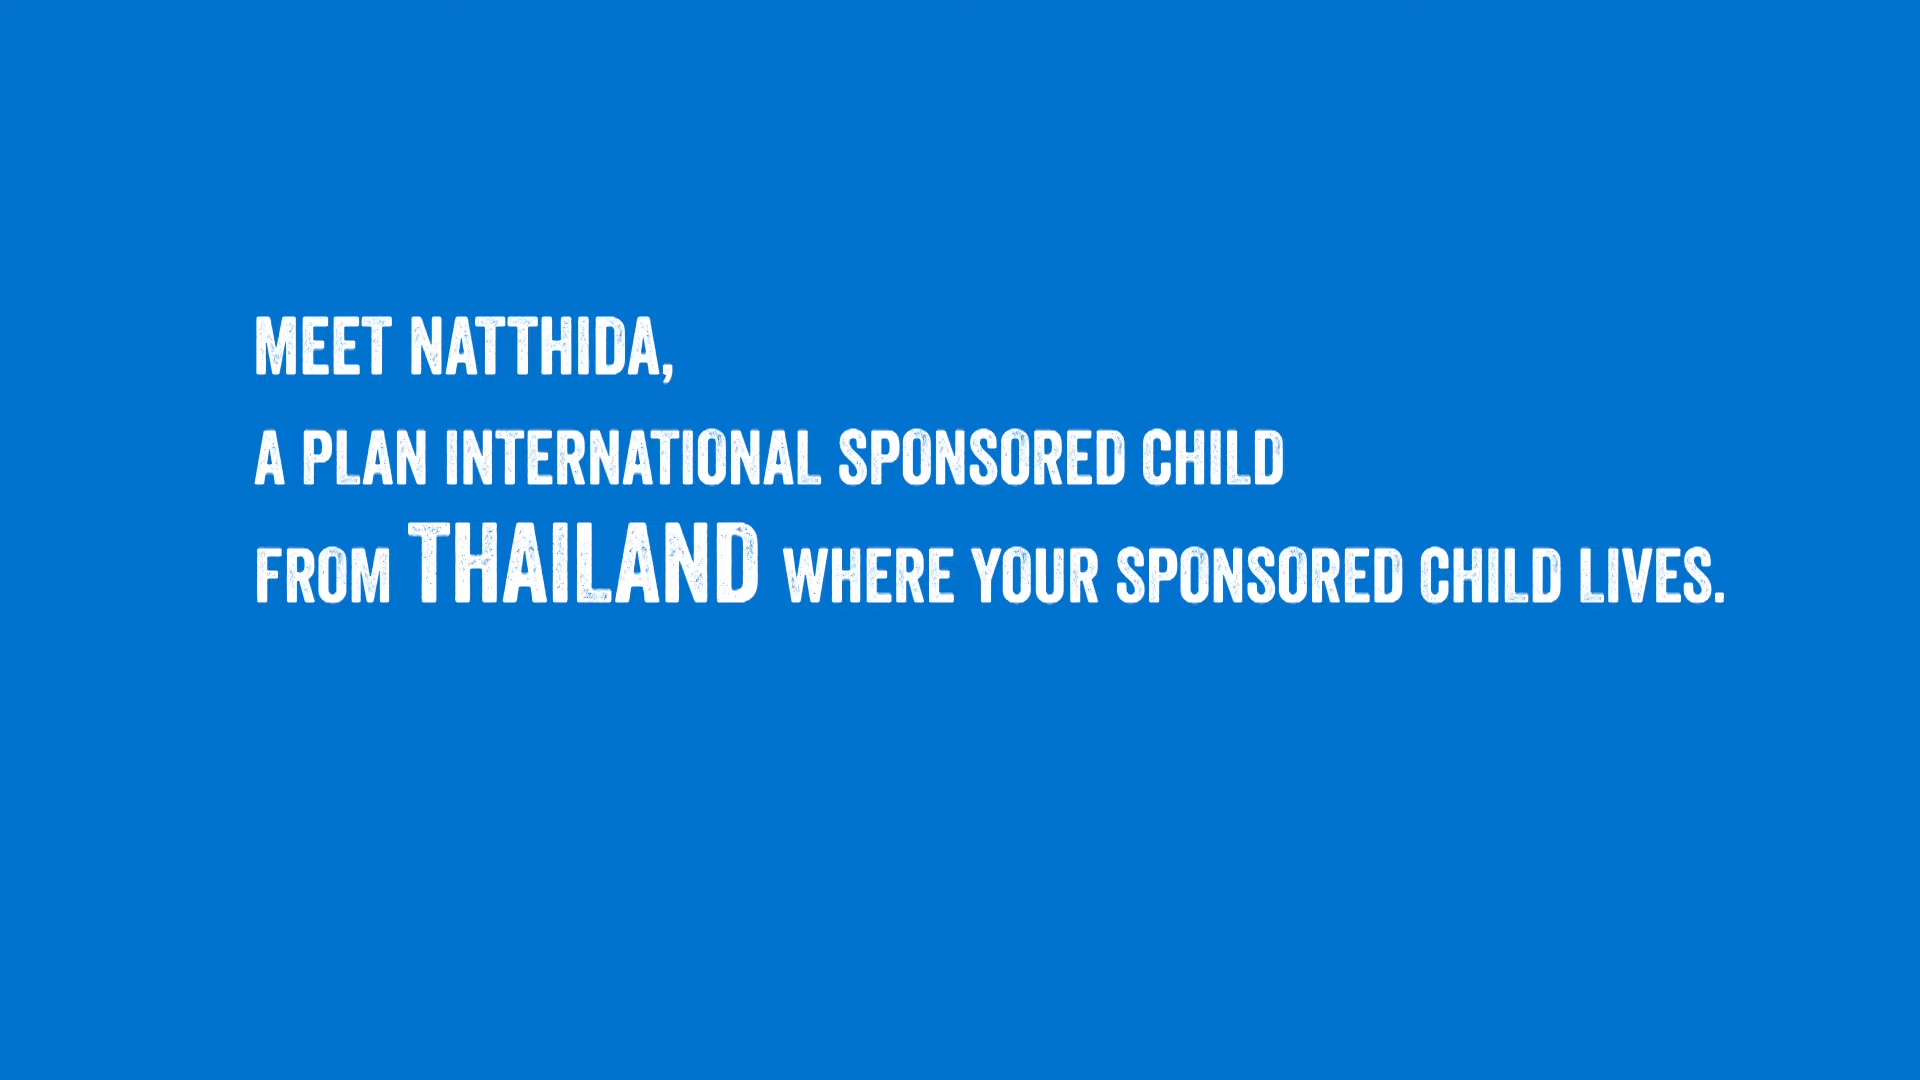 MEET NATTHIDA,
A PLAN INTERNATIONAL SPONSORED CHILD
FROM THAILAND WHERE YOUR SPONSORED CHILD LIVES.